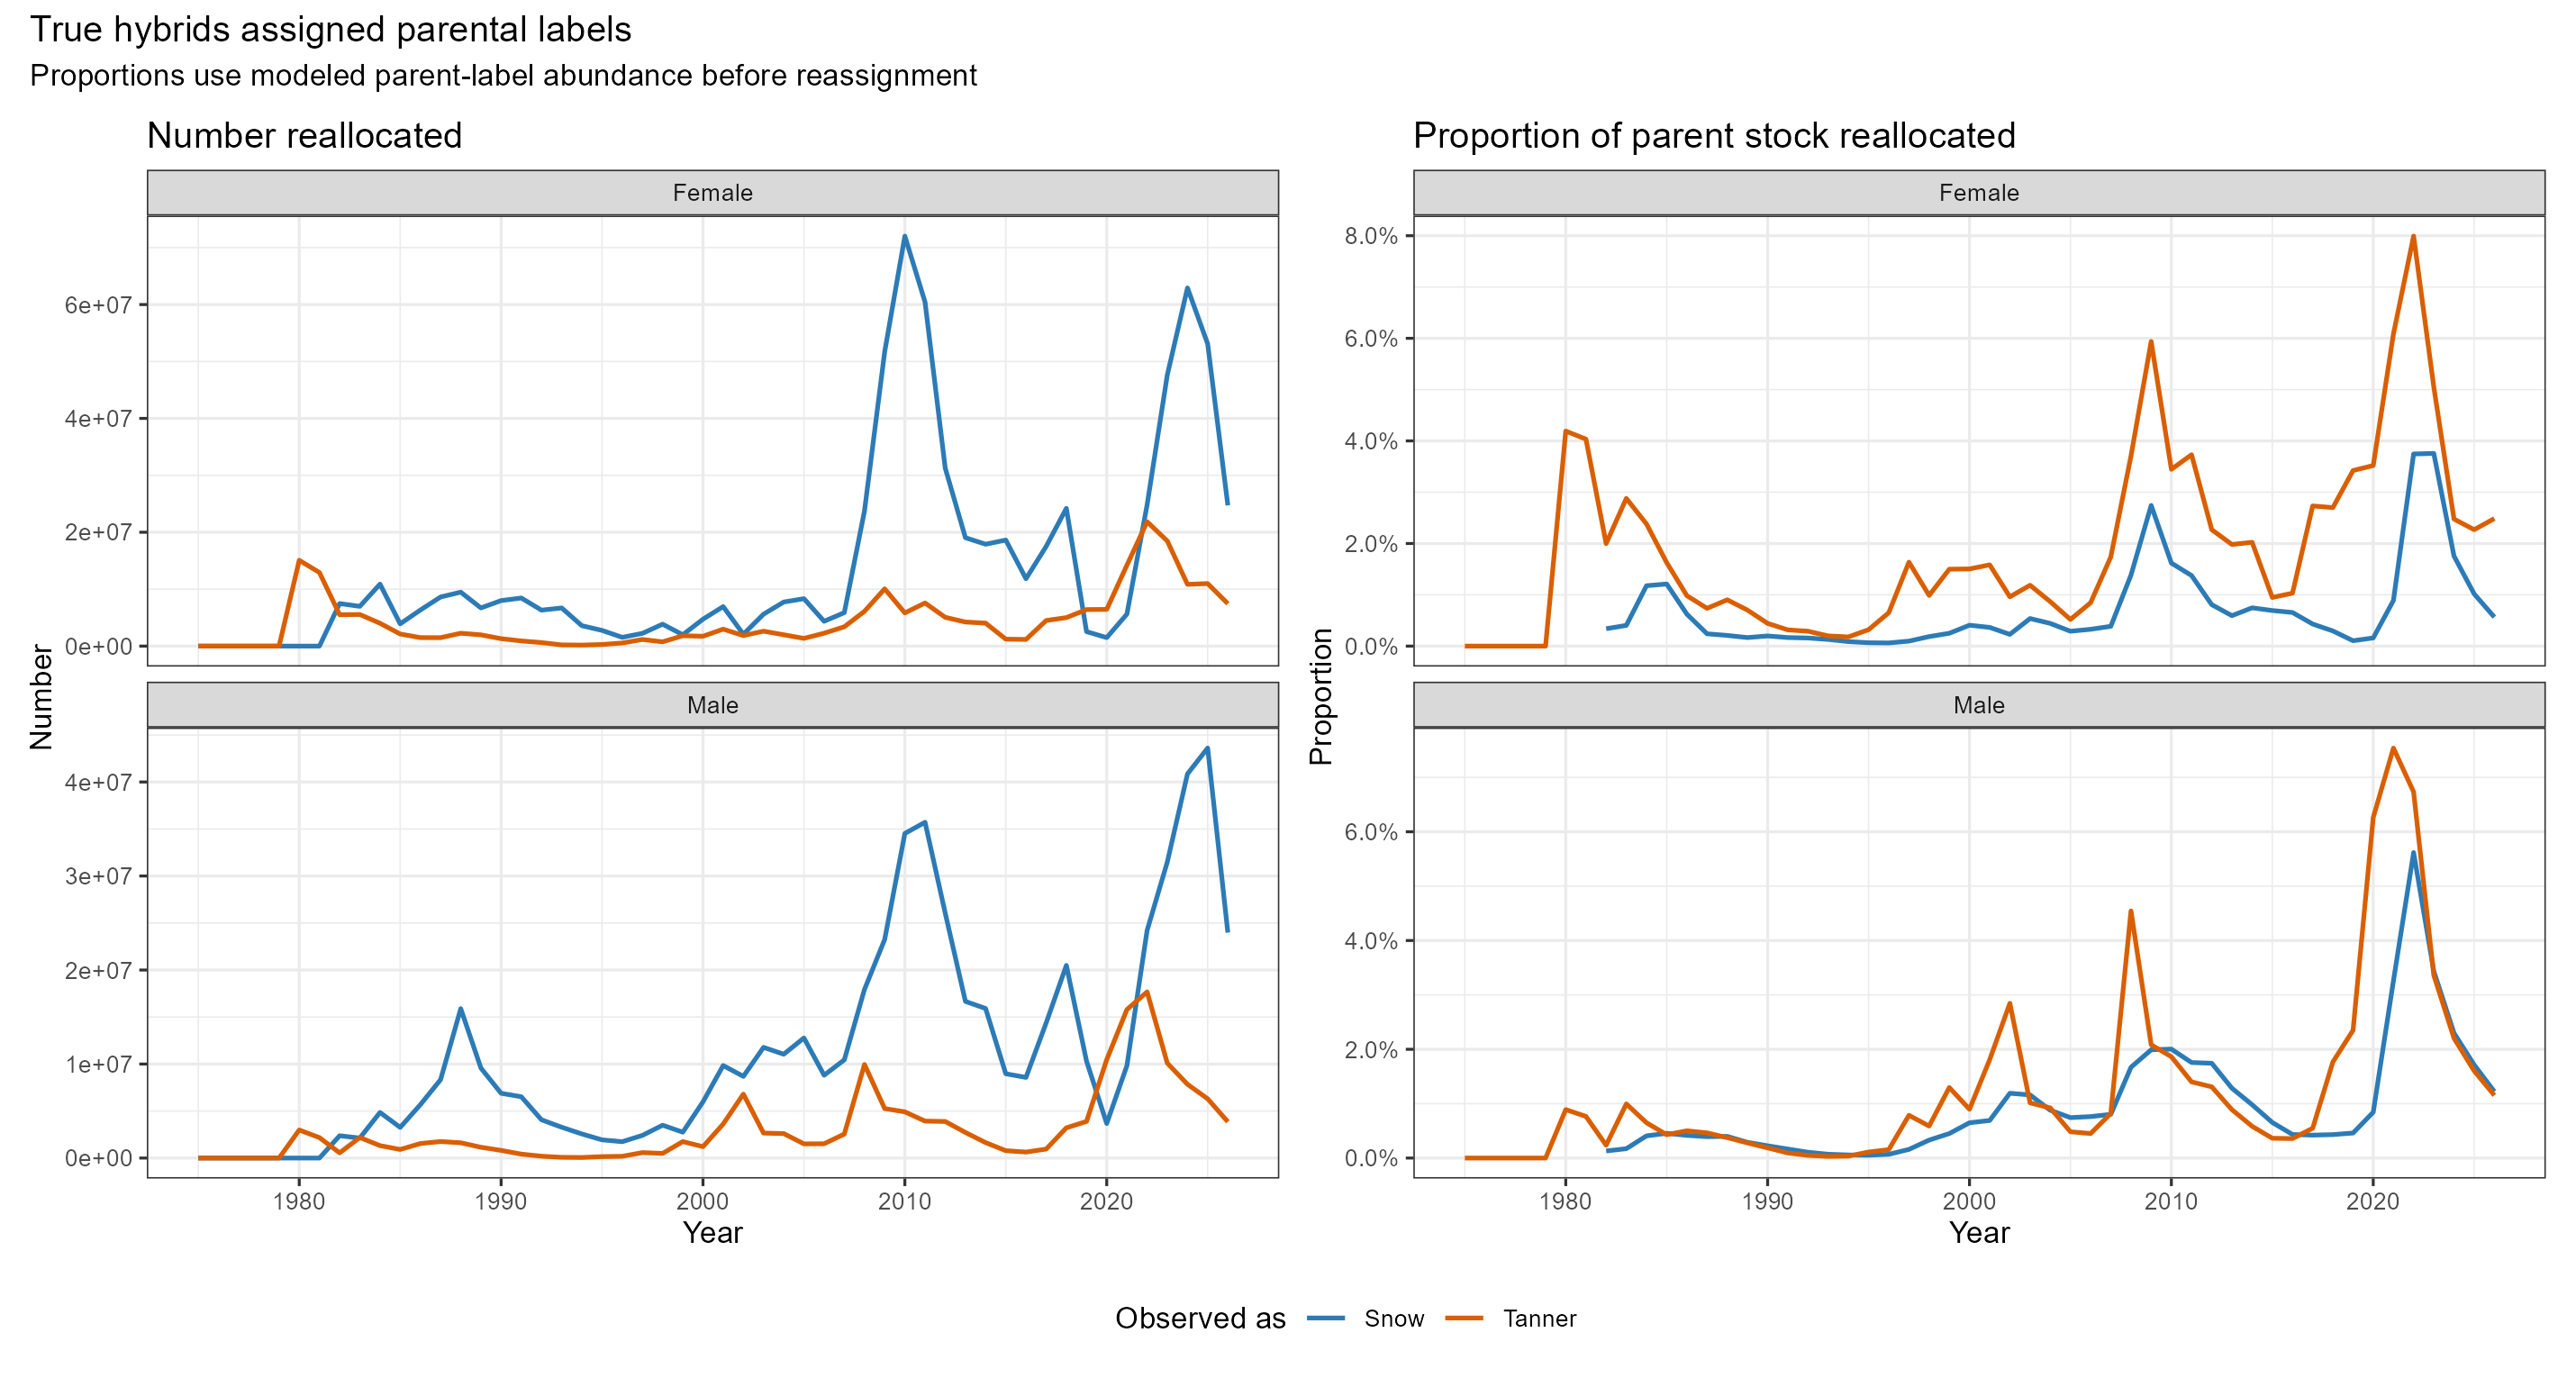 True hybrids assigned parental labels
Proportions use modeled parent-label abundance before reassignment
Number reallocated
Female
6e+07
4e+07
2e+07
0e+00
Male
4e+07
3e+07
2e+07
1e+07
0e+00
Number
1980 1990 2000 2010 2020
Year
Proportion of parent stock reallocated
Female
8.0%
6.0%
4.0%
2.0%
0.0%
Male
6.0%
4.0%
2.0%
0.0%
Proportion
1980 1990 2000 2010 2020
Year
Observed as Snow Tanner